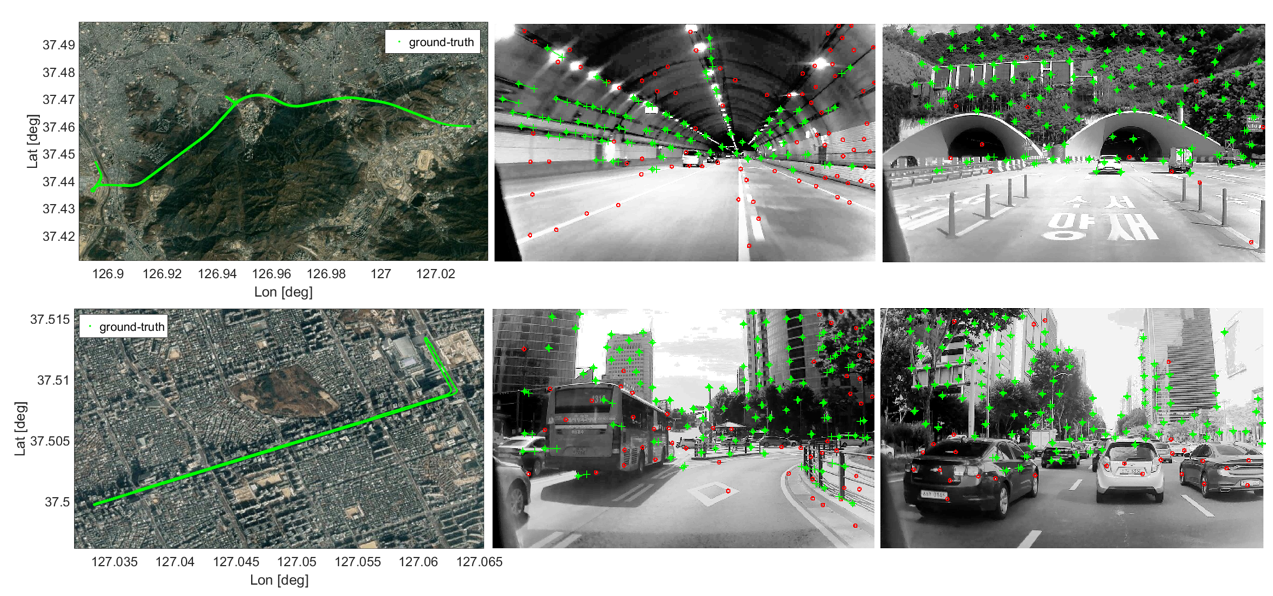 37.49
37.48
37.47
37.46
37.45
37.44
37.43
37.42
Lat [deg]
ground-truth
126.9 126.92 126.94 126.96 126.98 127 127.02
Lon [deg]
수서
양재
37.515
37.51
37.505
37.5
Lat [deg]
ground-truth
127.035 127.04 127.045 127.05 127.055 127.06 127.065
Lon [deg]